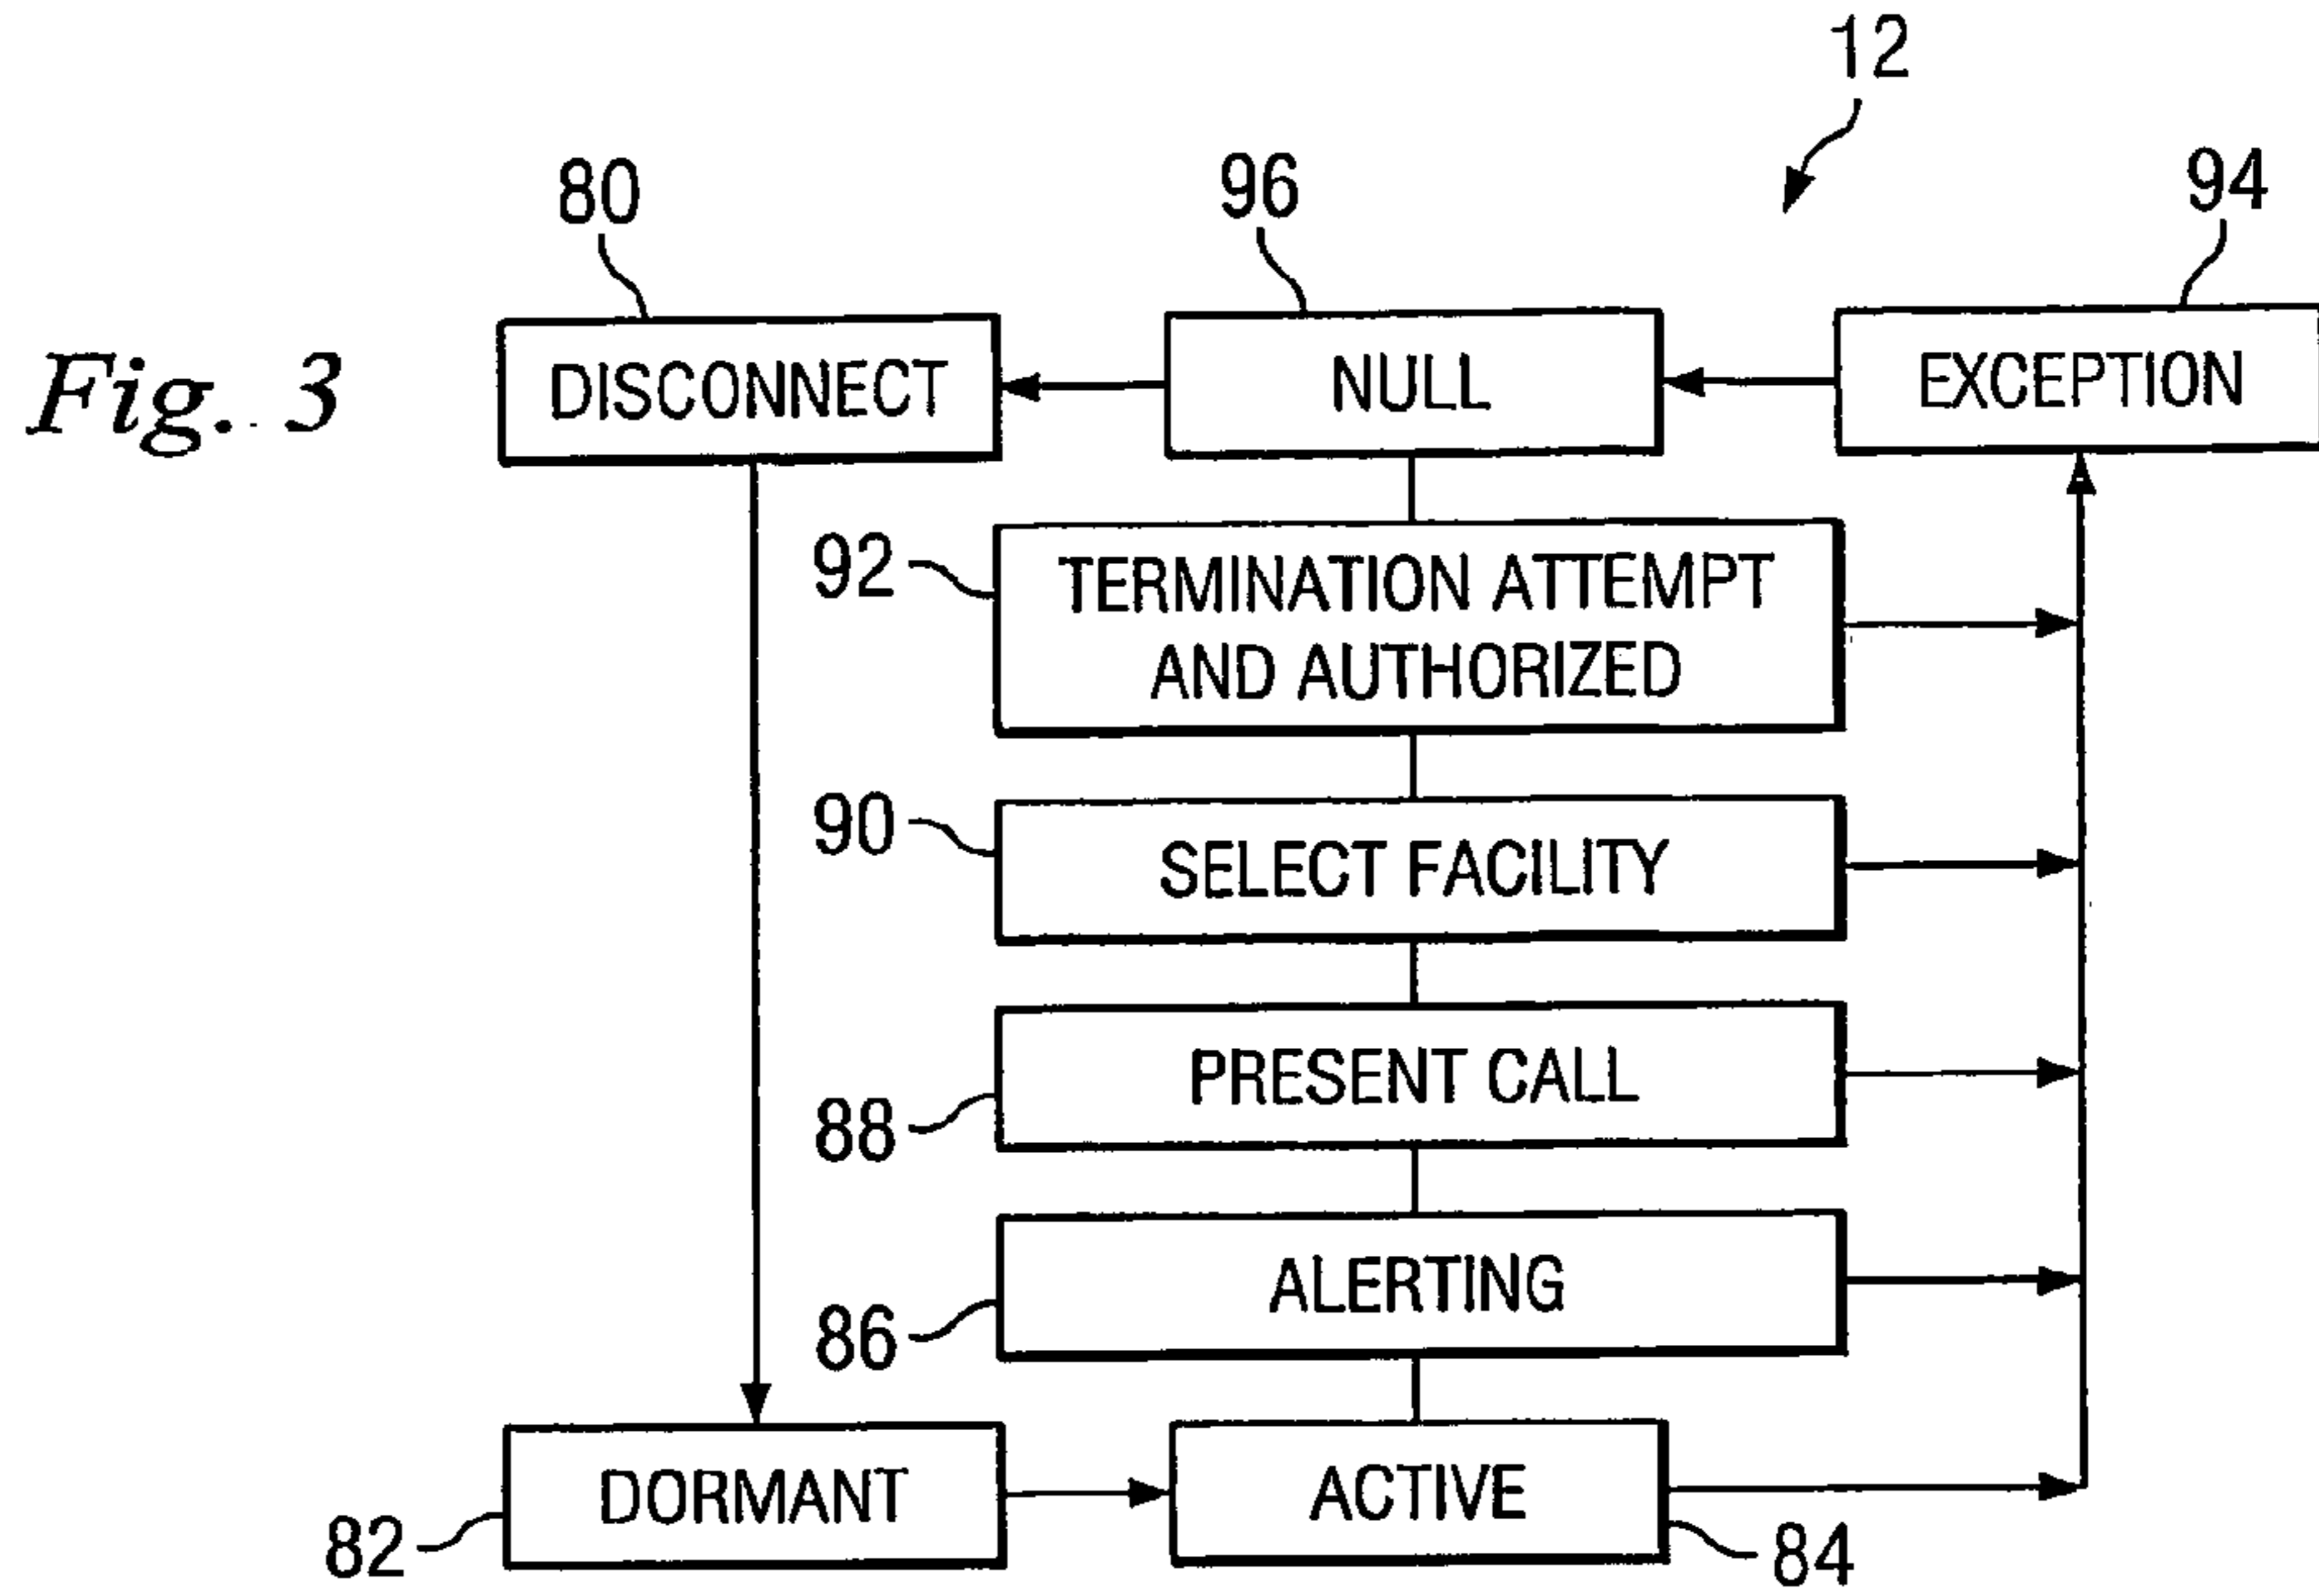 12
80
96
94
Fig. 3
DISCONNECT
NULL
EXCEPTION
92
TERMINATION ATTEMPT
AND AUTHORIZED
90
SELECT FACILITY
PRESENT CALL
88
ALERTING
86
DORMANT
ACTIVE
82
84